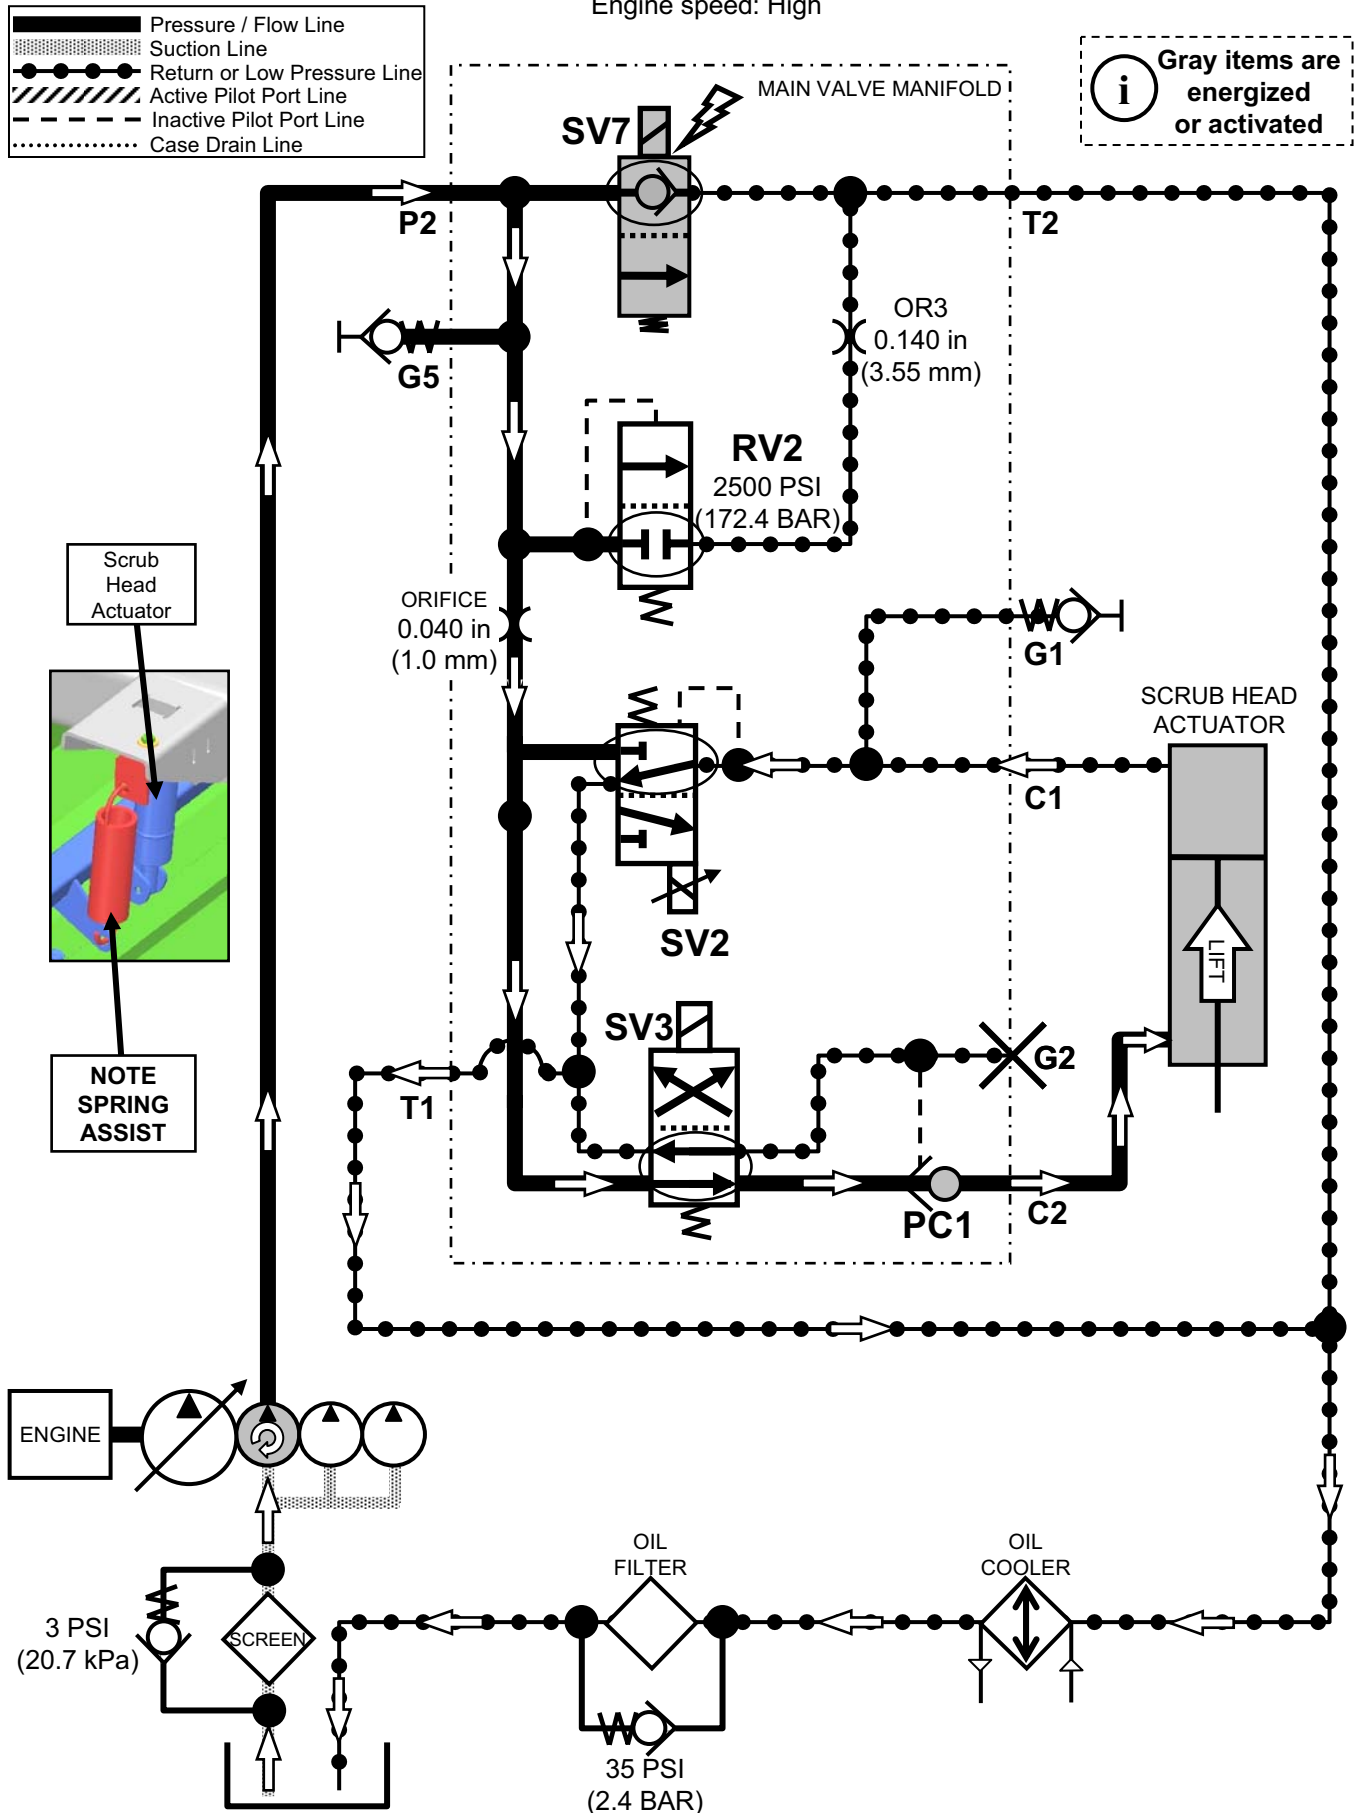 Engine speed: High
Pressure / Flow Line
Suction Line
Return or Low Pressure Line
Active Pilot Port Line
Inactive Pilot Port Line
Case Drain Line
i
Gray items are
energized
or activated
MAIN VALVE MANIFOLD
SV7
P2
T2
G5
OR3
0.140 in
(3.55 mm)
RV2
2500 PSI
(172.4 BAR)
Scrub
Head
Actuator
ORIFICE
0.040 in
(1.0 mm)
G1
SCRUB HEAD
ACTUATOR
C1
SV2
LIFT
SV3
G2
NOTE
SPRING
ASSIST
T1
PC1
C2
ENGINE
OIL
FILTER
OIL
COOLER
3 PSI
(20.7 kPa)
SCREEN
35 PSI
(2.4 BAR)